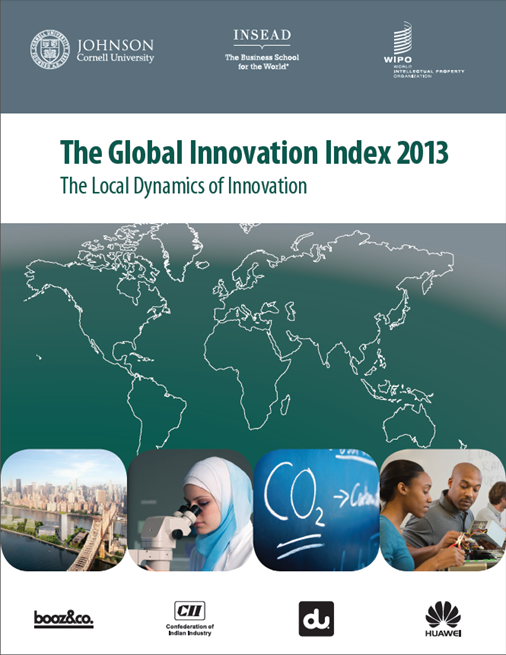 JOHNSON
Cornell University
INSEAD
The Business School
for the World®
WIPO
WORLD
INTELLECTUAL PROPERTY
ORGANIZATION
The Global Innovation Index 2013
The Local Dynamics of Innovation
CO2 →
booz&co.
CII
Confederation of
Indian Industry
du
HUAWEI